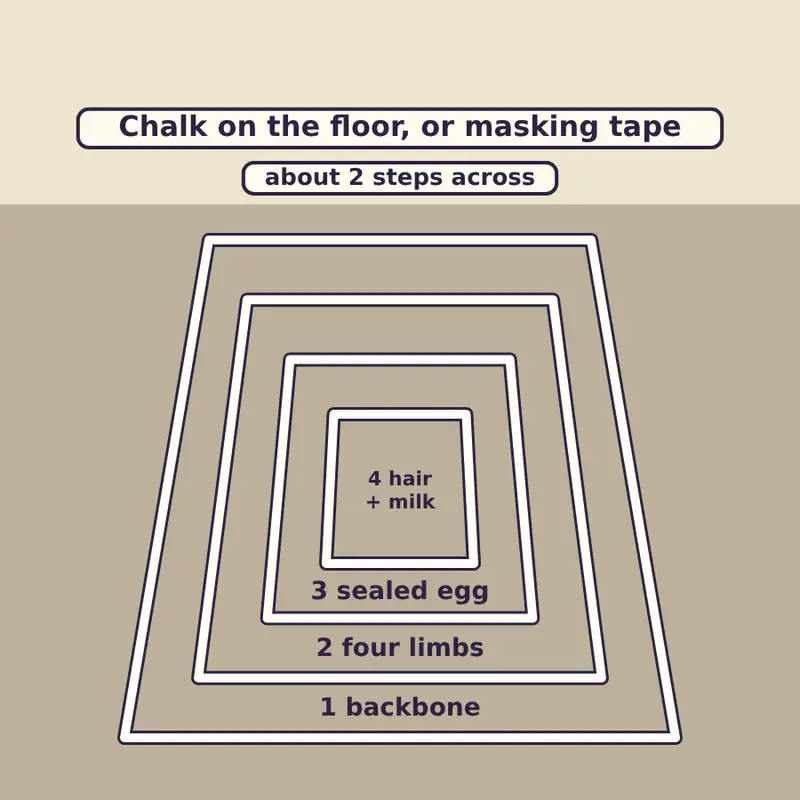 Chalk on the floor, or masking tape
about 2 steps across
4 hair
+ milk
3 sealed egg
2 four limbs
1 backbone